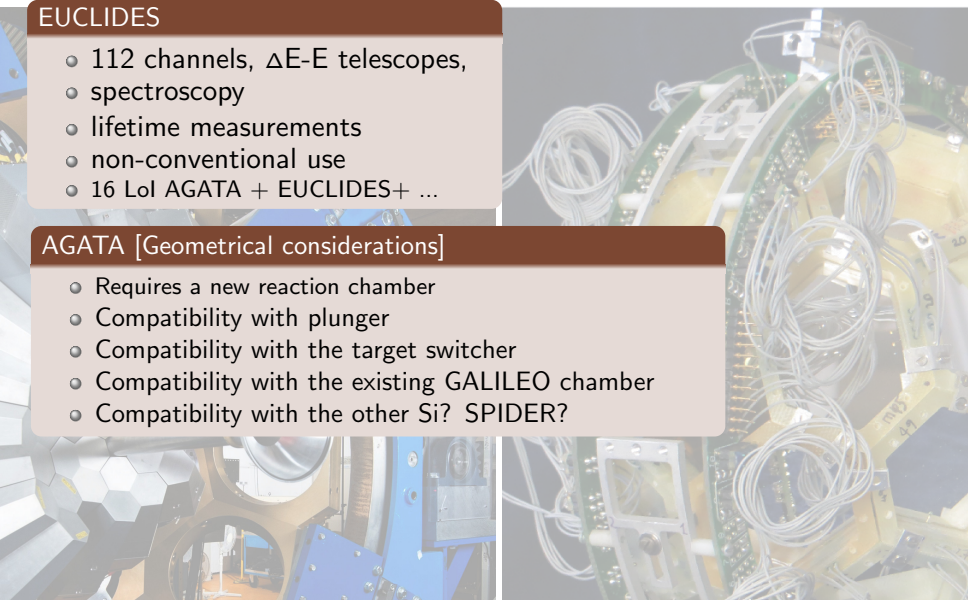 EUCLIDES
112 channels, ΔE-E telescopes,
spectroscopy
lifetime measurements
non-conventional use
16 LoI AGATA + EUCLIDES+ ...
AGATA [Geometrical considerations]
Requires a new reaction chamber
Compatibility with plunger
Compatibility with the target switcher
Compatibility with the existing GALILEO chamber
Compatibility with the other Si? SPIDER?